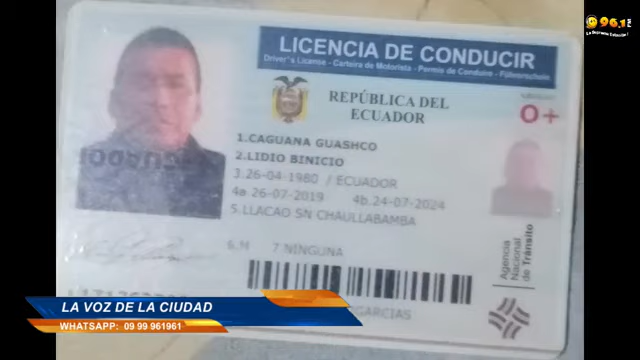 96.1
LICENCIA DE CONDUCIR
Driver's License - Carteira de Motorista - Permis de Conduire - Führerschein
REPÚBLICA DEL
ECUADOR
O+
1.CAGUANA GUASHCO
2.LIDIO BINICIO
3.26-04-1980 / ECUADOR
4a.26-07-2019 4b.24-07-2024
5.LLACAO SN CHAULLABAMBA
6.M 7 NINGUNA
Agencia
Nacional
de Tránsito
LA VOZ DE LA CIUDAD
WHATSAPP: 09 99 961961